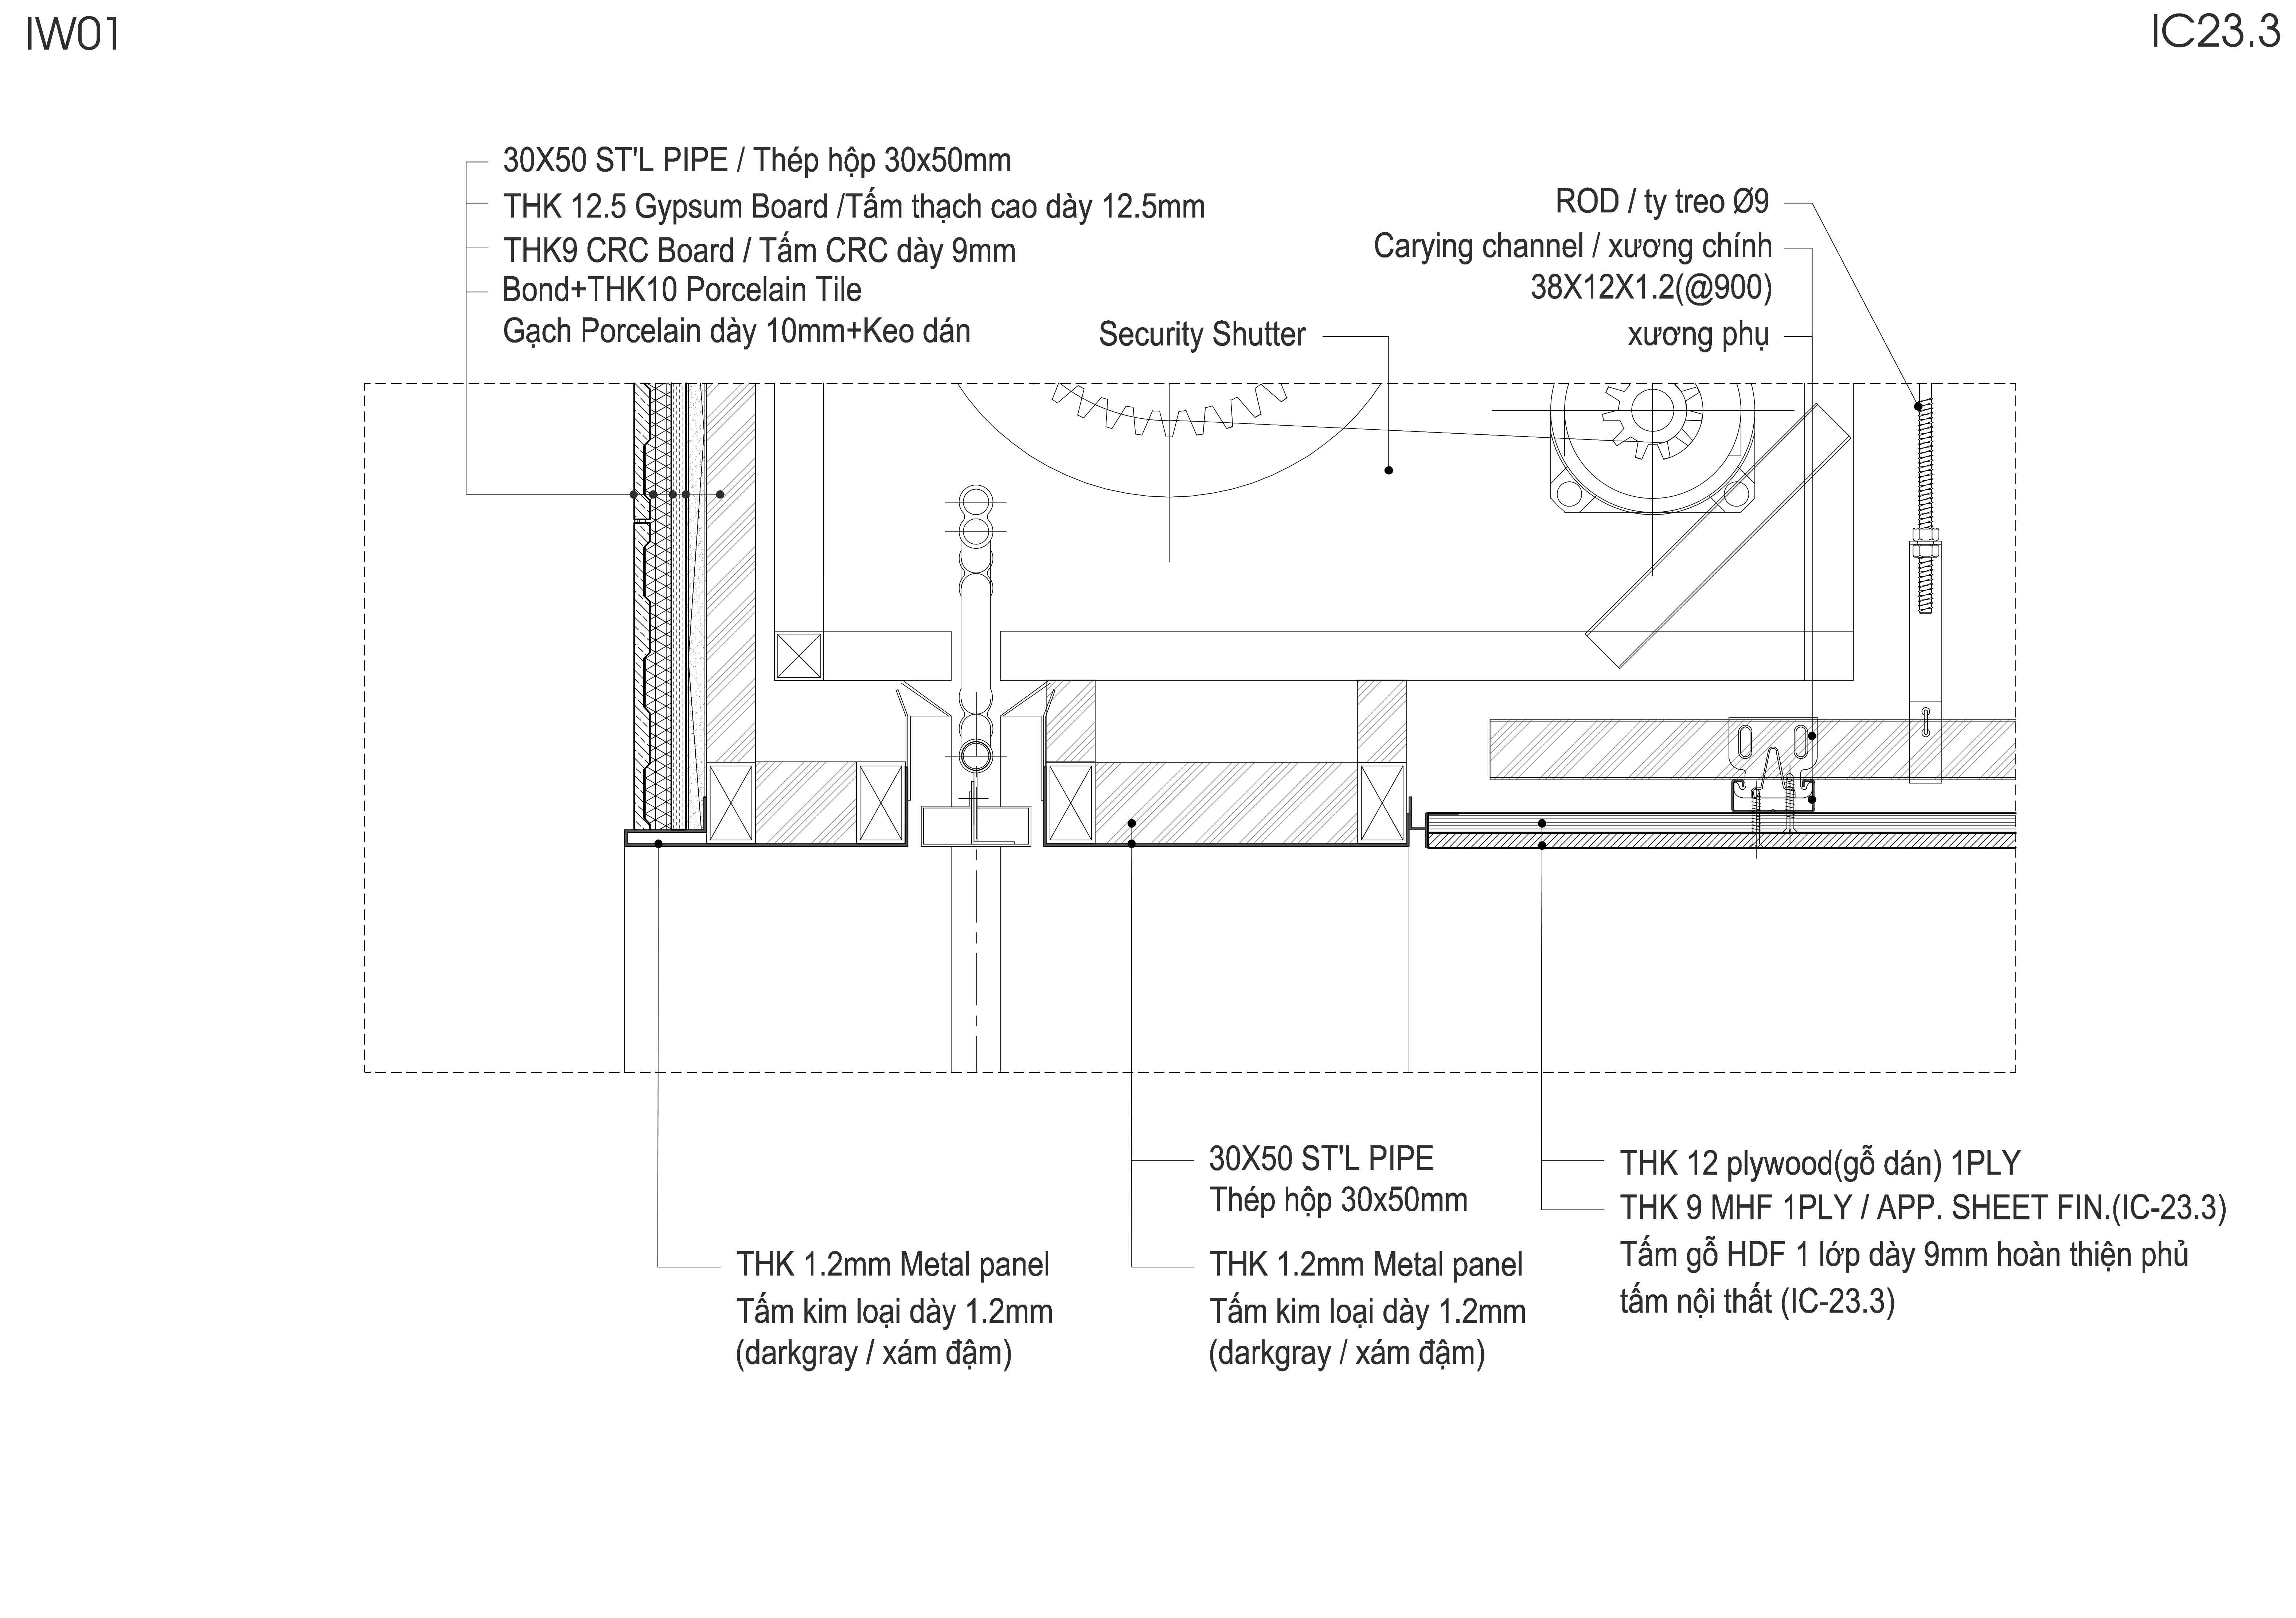 IW01
IC23.3
30X50 ST'L PIPE / Thép hộp 30x50mm
THK 12.5 Gypsum Board /Tấm thạch cao dày 12.5mm
THK9 CRC Board / Tấm CRC dày 9mm
Bond+THK10 Porcelain Tile
Gạch Porcelain dày 10mm+Keo dán
Security Shutter
ROD / ty treo Ø9
Carying channel / xương chính
38X12X1.2(@900)
xương phụ
30X50 ST'L PIPE
Thép hộp 30x50mm
THK 1.2mm Metal panel
Tấm kim loại dày 1.2mm
(darkgray / xám đậm)
THK 1.2mm Metal panel
Tấm kim loại dày 1.2mm
(darkgray / xám đậm)
THK 12 plywood(gỗ dán) 1PLY
THK 9 MHF 1PLY / APP. SHEET FIN.(IC-23.3)
Tấm gỗ HDF 1 lớp dày 9mm hoàn thiện phủ
tấm nội thất (IC-23.3)